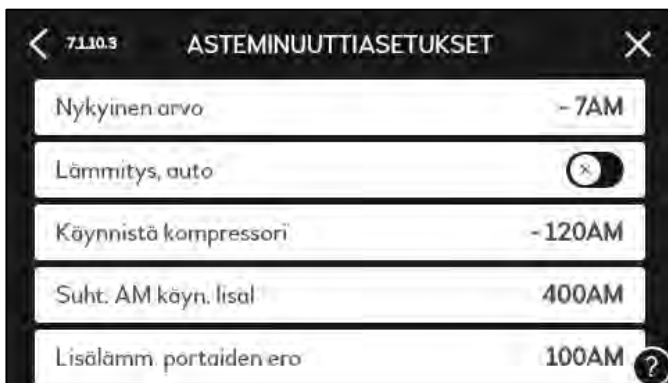 7.1.10.3 ASTEMINUUTTIASETUKSET
Nykyinen arvo - 7AM
Lämmitys, auto
Käynnistä kompressori - 120AM
Suht. AM käyn. lisäl 400AM
Lisälämm. portaiden ero 100AM
?